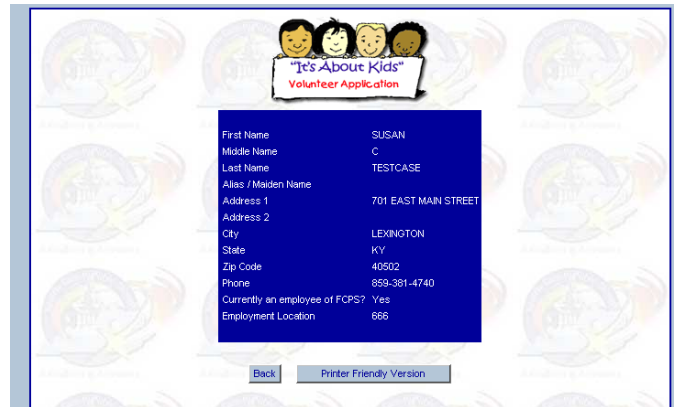 "It's About Kids"
Volunteer Application
First Name SUSAN
Middle Name C
Last Name TESTCASE
Alias / Maiden Name
Address 1 701 EAST MAIN STREET
Address 2
City LEXINGTON
State KY
Zip Code 40502
Phone 859-381-4740
Currently an employee of FCPS? Yes
Employment Location 666
Back Printer Friendly Version